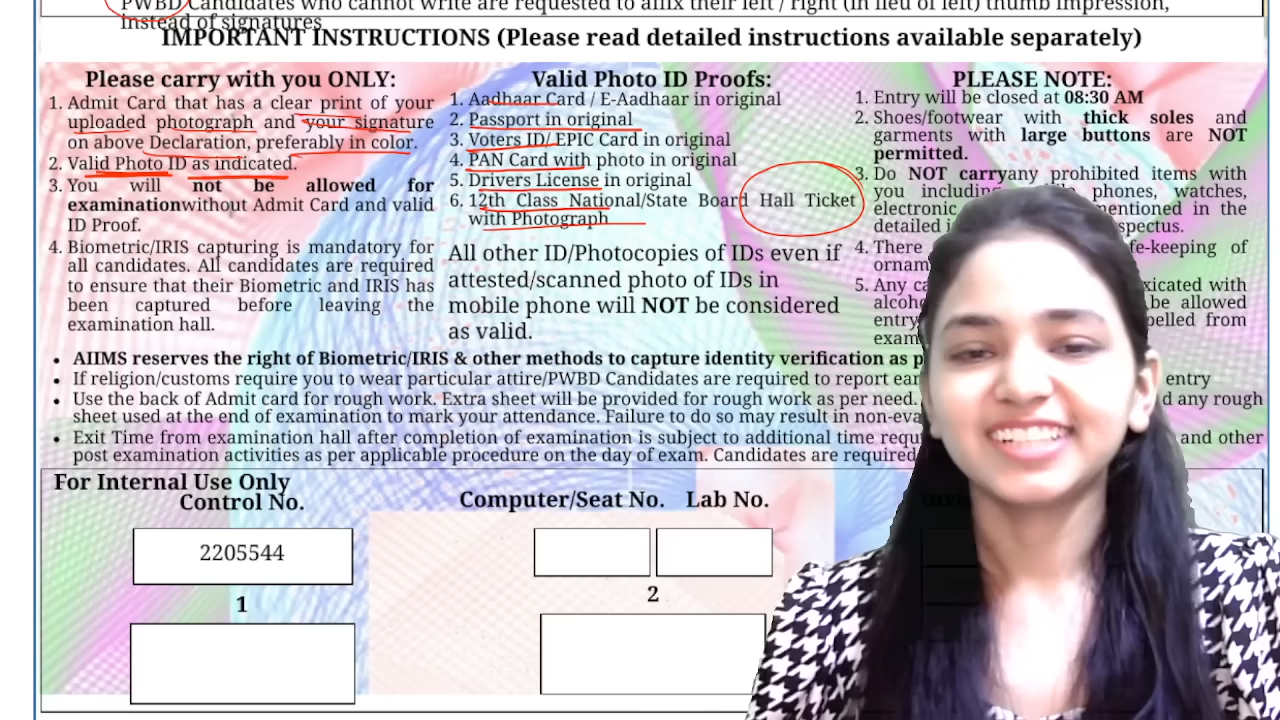 PWBD Candidates who cannot write are requested to affix their left / right (in lieu of left) thumb impression,
instead of signatures
IMPORTANT INSTRUCTIONS (Please read detailed instructions available separately)
Please carry with you ONLY:
1. Admit Card that has a clear print of your
uploaded photograph and your signature
on above Declaration, preferably in color.
2. Valid Photo ID as indicated.
3. You will not be allowed for
examinationwithout Admit Card and valid
ID Proof.
4. Biometric/IRIS capturing is mandatory for
all candidates. All candidates are required
to ensure that their Biometric and IRIS has
been captured before leaving the
examination hall.
Valid Photo ID Proofs:
1. Aadhaar Card / E-Aadhaar in original
2. Passport in original
3. Voters ID/ EPIC Card in original
4. PAN Card with photo in original
5. Drivers License in original
6. 12th Class National/State Board Hall Ticket
with Photograph
All other ID/Photocopies of IDs even if
attested/scanned photo of IDs in
mobile phone will NOT be considered
as valid.
PLEASE NOTE:
1. Entry will be closed at 08:30 AM
2. Shoes/footwear with thick soles and
garments with large buttons are NOT
permitted.
3. Do NOT carryany prohibited items with
you including phones, watches,
electronic mentioned in the
detailed
4. There of
5. Any
alcoho be allowed
entry from
• AIIMS reserves the right of Biometric/IRIS & other methods to capture identity verification as
• If religion/customs require you to wear particular attire/PWBD Candidates are required to report entry
• Use the back of Admit card for rough work. Extra sheet will be provided for rough work as per need. any rough
sheet used at the end of examination to mark your attendance. Failure to do so may result in
• Exit Time from examination hall after completion of examination is subject to additional time and other
post examination activities as per applicable procedure on the day of exam. Candidates are required
For Internal Use Only
Control No.
Computer/Seat No. Lab No.
2205544
1
2